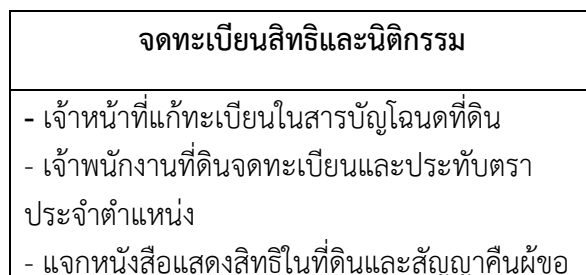 จดทะเบียนสิทธิและนิติกรรม
- เจ้าหน้าที่แก้ทะเบียนในสารบัญโฉนดที่ดิน
- เจ้าพนักงานที่ดินจดทะเบียนและประทับตรา
ประจำตำแหน่ง
- แจกหนังสือแสดงสิทธิในที่ดินและสัญญาคืนผู้ขอ